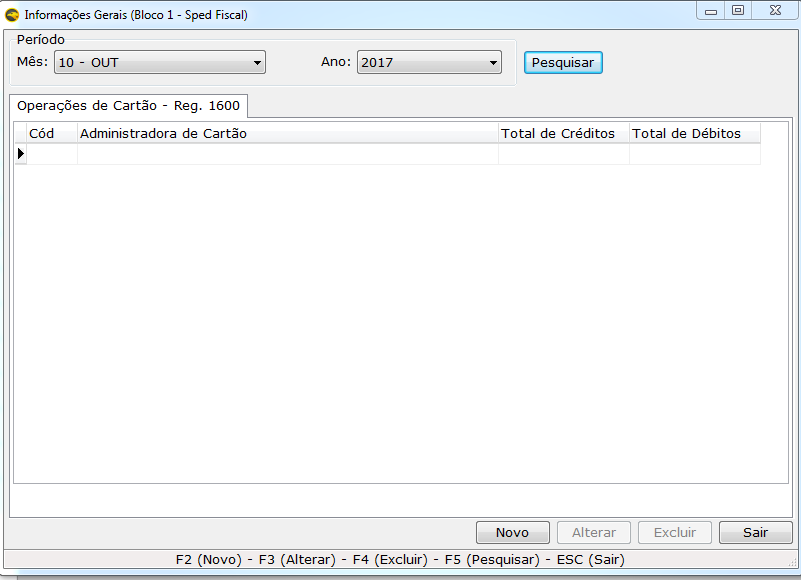 Informações Gerais (Bloco 1 - Sped Fiscal)
Período
Mês: 10 - OUT Ano: 2017 Pesquisar
Operações de Cartão - Reg. 1600
Cód Administradora de Cartão Total de Créditos Total de Débitos
Novo Alterar Excluir Sair
F2 (Novo) - F3 (Alterar) - F4 (Excluir) - F5 (Pesquisar) - ESC (Sair)